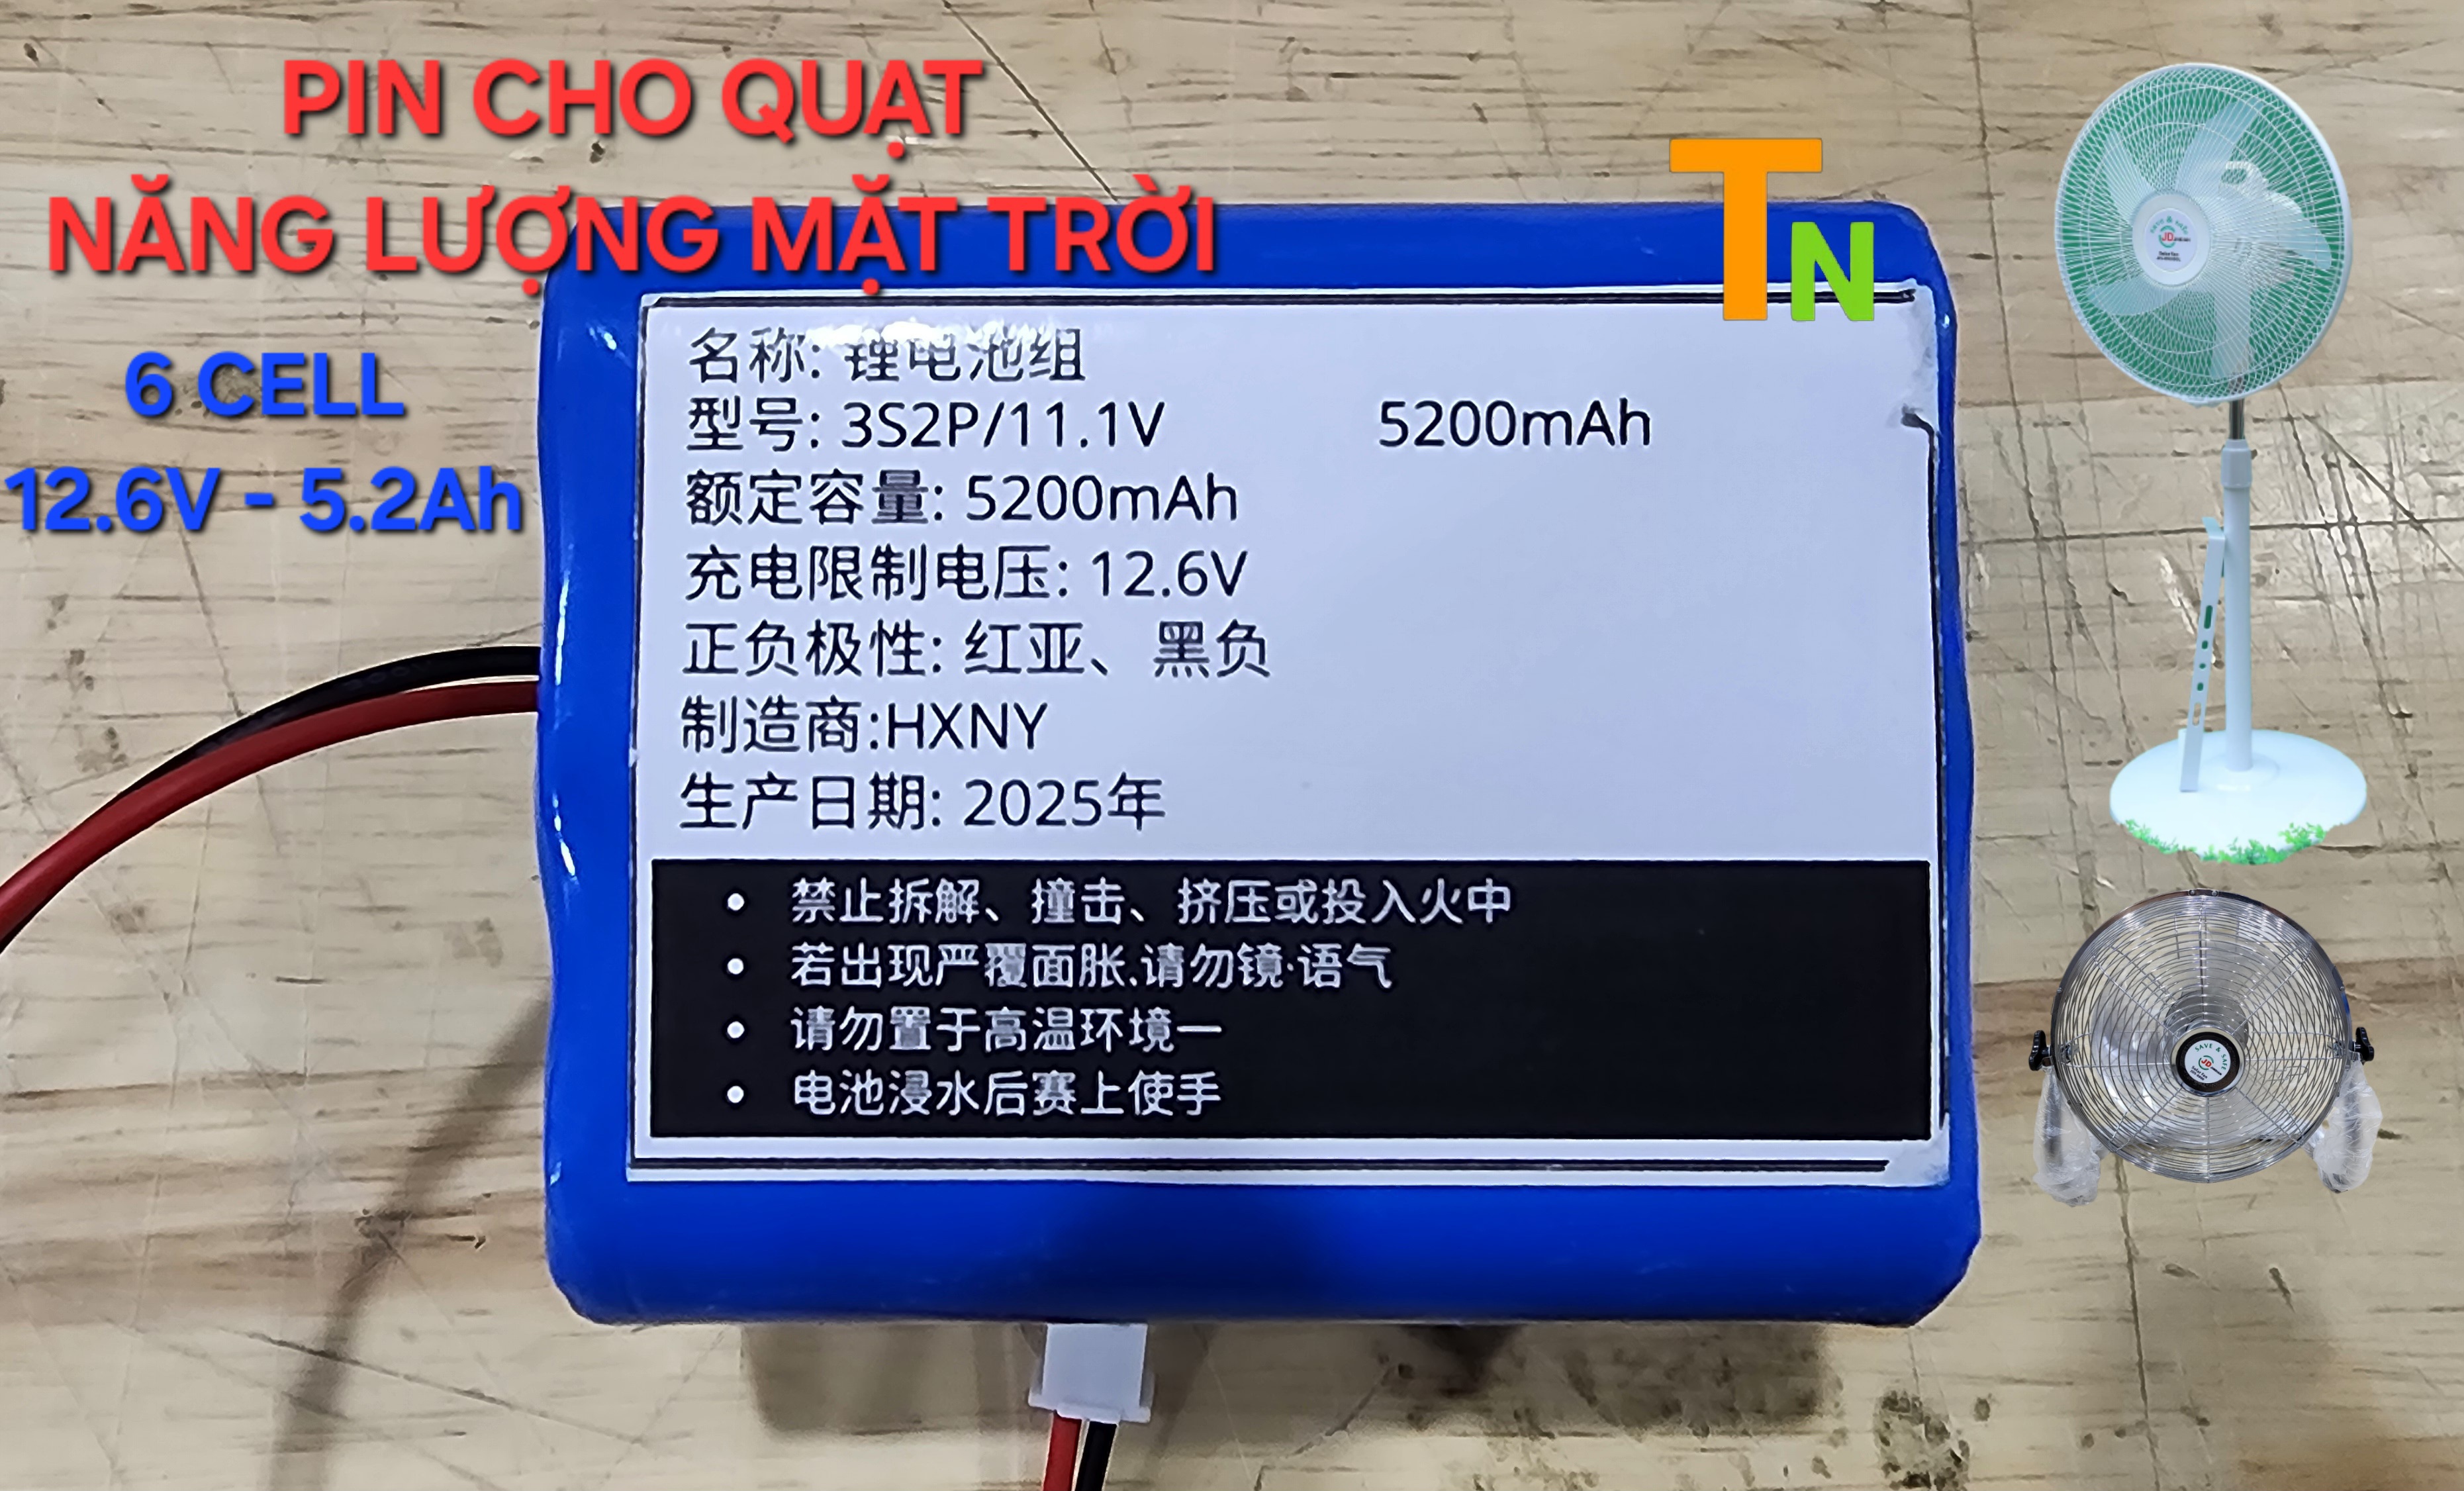 PIN CHO QUẠT
NĂNG LƯỢNG MẶT TRỜI
6 CELL
12.6V - 5.2Ah
TN
名称: 锂电池组
型号: 3S2P/11.1V 5200mAh
额定容量: 5200mAh
充电限制电压: 12.6V
正负极性: 红亚、黑负
制造商:HXNY
生产日期: 2025年
• 禁止拆解、撞击、挤压或投入火中
• 若出现严覆面胀.请勿镜·语气
• 请勿置于高温环境一
• 电池浸水后赛上使手
JD
SAVE & SAFE
JD